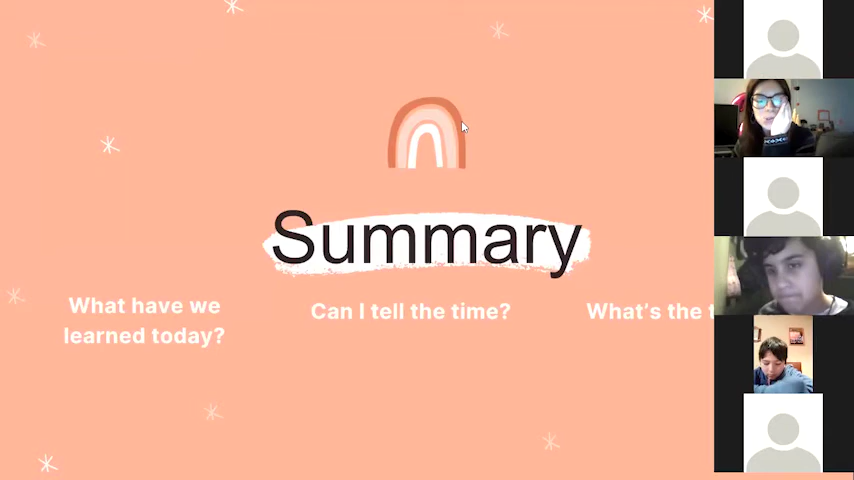 Summary
What have we
learned today?
Can I tell the time?
What's the